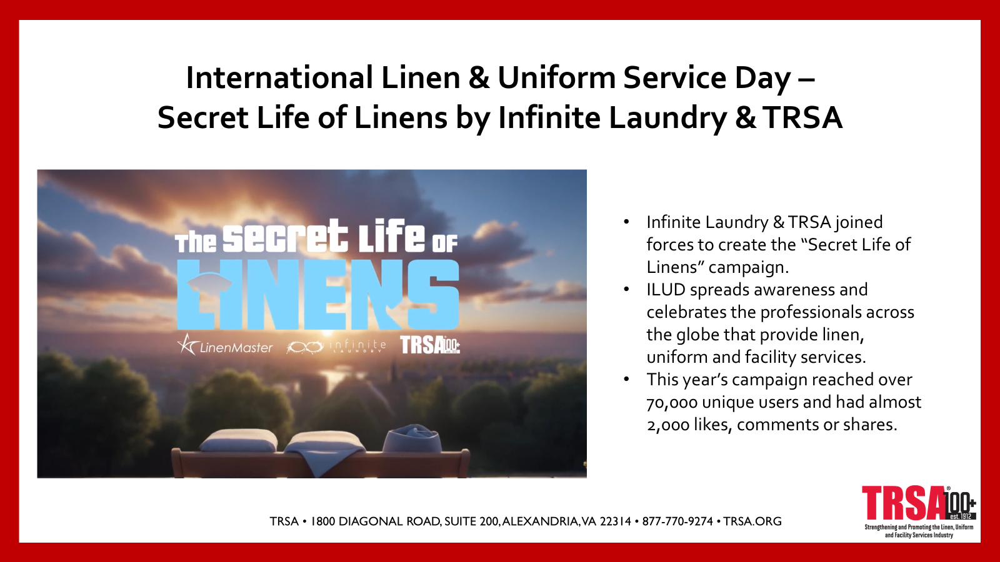 International Linen & Uniform Service Day –
Secret Life of Linens by Infinite Laundry & TRSA
The Secret Life of
LINENS
LinenMaster
infinite
LAUNDRY
TRSA 100+
• Infinite Laundry & TRSA joined
forces to create the “Secret Life of
Linens” campaign.
• ILUD spreads awareness and
celebrates the professionals across
the globe that provide linen,
uniform and facility services.
• This year’s campaign reached over
70,000 unique users and had almost
2,000 likes, comments or shares.
TRSA • 1800 DIAGONAL ROAD, SUITE 200, ALEXANDRIA, VA 22314 • 877-770-9274 • TRSA.ORG
TRSA® 100+
est. 1912
Strengthening and Promoting the Linen, Uniform
and Facility Services Industry